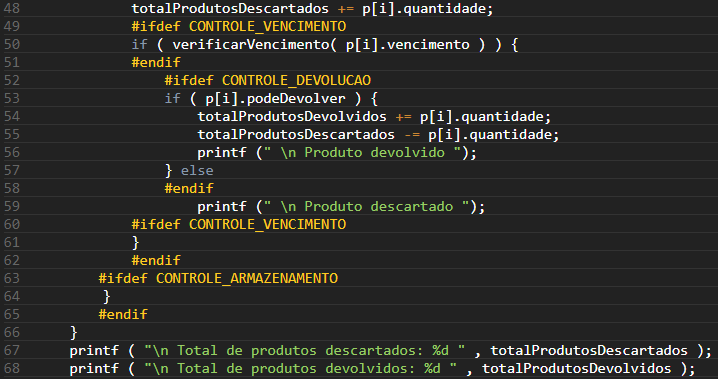 48 totalProdutosDescartados += p[i].quantidade;
49 #ifdef CONTROLE_VENCIMENTO
50 if ( verificarVencimento( p[i].vencimento ) ) {
51 #endif
52 #ifdef CONTROLE_DEVOLUCAO
53 if ( p[i].podeDevolver ) {
54 totalProdutosDevolvidos += p[i].quantidade;
55 totalProdutosDescartados -= p[i].quantidade;
56 printf (" \n Produto devolvido ");
57 } else
58 #endif
59 printf (" \n Produto descartado ");
60 #ifdef CONTROLE_VENCIMENTO
61 }
62 #endif
63 #ifdef CONTROLE_ARMAZENAMENTO
64 }
65 #endif
66 }
67 printf ( "\n Total de produtos descartados: %d " , totalProdutosDescartados );
68 printf ( "\n Total de produtos devolvidos: %d " , totalProdutosDevolvidos );